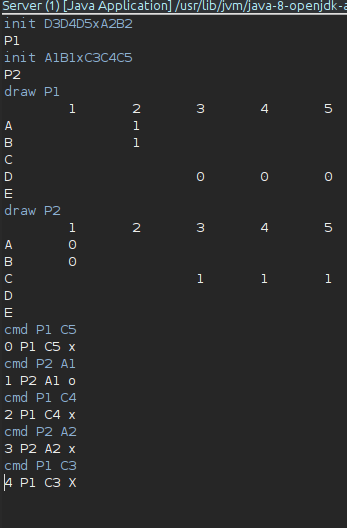 Server (1) [Java Application] /usr/lib/jvm/java-8-openjdk-a
init D3D4D5xA2B2
P1
init A1B1xC3C4C5
P2
draw P1
1 2 3 4 5
A 1
B 1
C
D 0 0 0
E
draw P2
1 2 3 4 5
A 0
B 0
C 1 1 1
D
E
cmd P1 C5
0 P1 C5 x
cmd P2 A1
1 P2 A1 o
cmd P1 C4
2 P1 C4 x
cmd P2 A2
3 P2 A2 x
cmd P1 C3
4 P1 C3 X